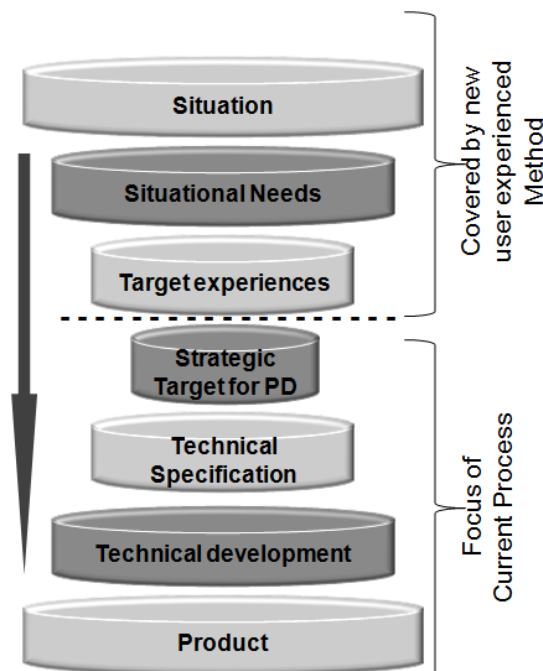 Situation
Situational Needs
Target experiences
Strategic
Target for PD
Technical
Specification
Technical development
Product
Covered by new
user experienced
Method
Focus of
Current Process